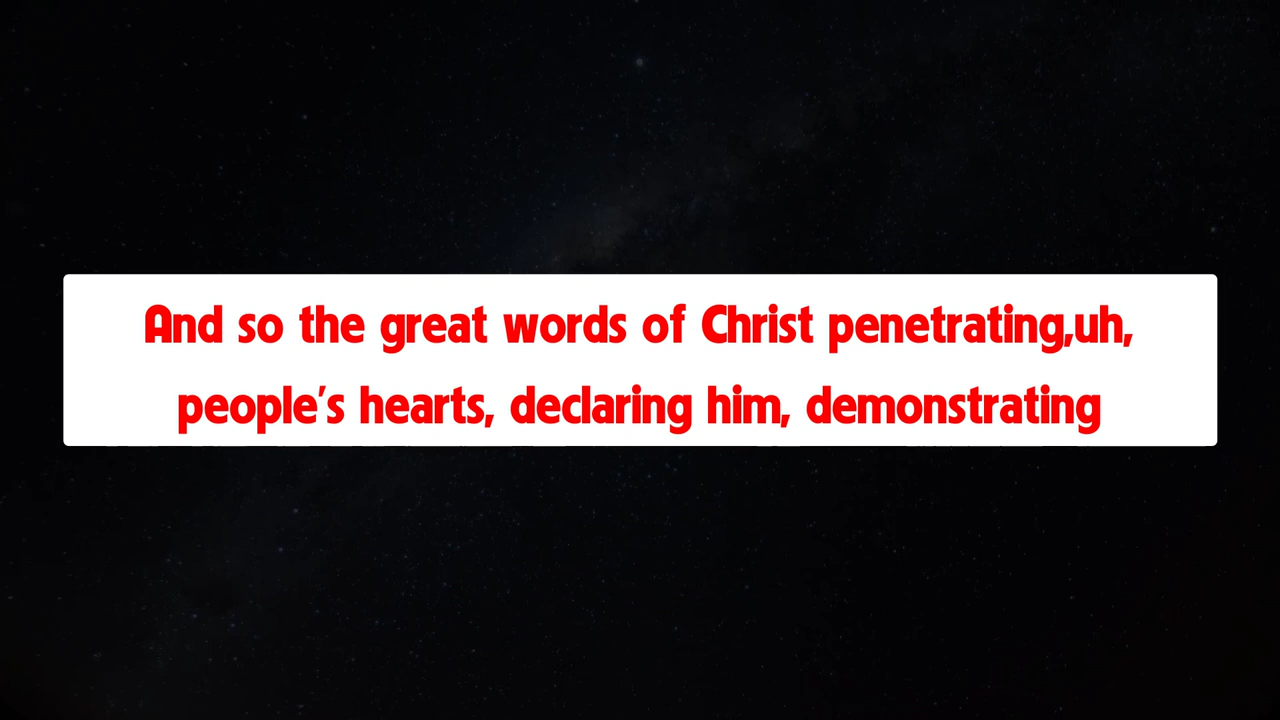 And so the great words of Christ penetrating,uh,
people's hearts, declaring him, demonstrating